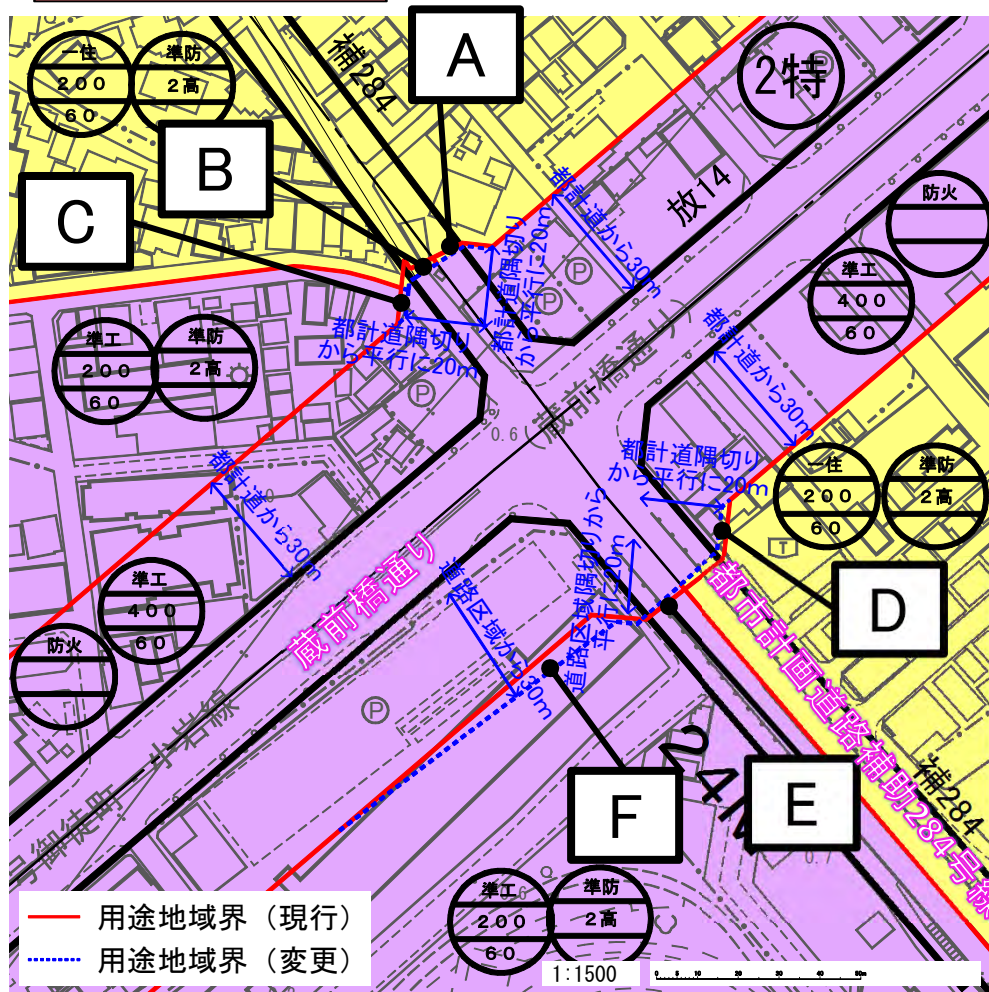 A
B
C
一住
200
60
準防
2高
補284
2特
P
放14
防火
準工
400
60
都計道から30m
都計道隅切り
から平行に20m
都計道隅切り
から平行に20m
P
P
P
準工
200
60
準防
2高
蔵前橋通り
0.6
都計道から30m
都計道隅切り
から平行に20m
一住
200
60
準防
2高
T
D
都計道から30m
準工
400
60
防火
蔵前橋通り
道路区域から30m
道路区域隅切りから
平行に20m
都市計画道路補助284号線
補284
御徒町
小岩線
P
F
E
0.7
準工
200
60
準防
2高
用途地域界（現行）
用途地域界（変更）
1:1500